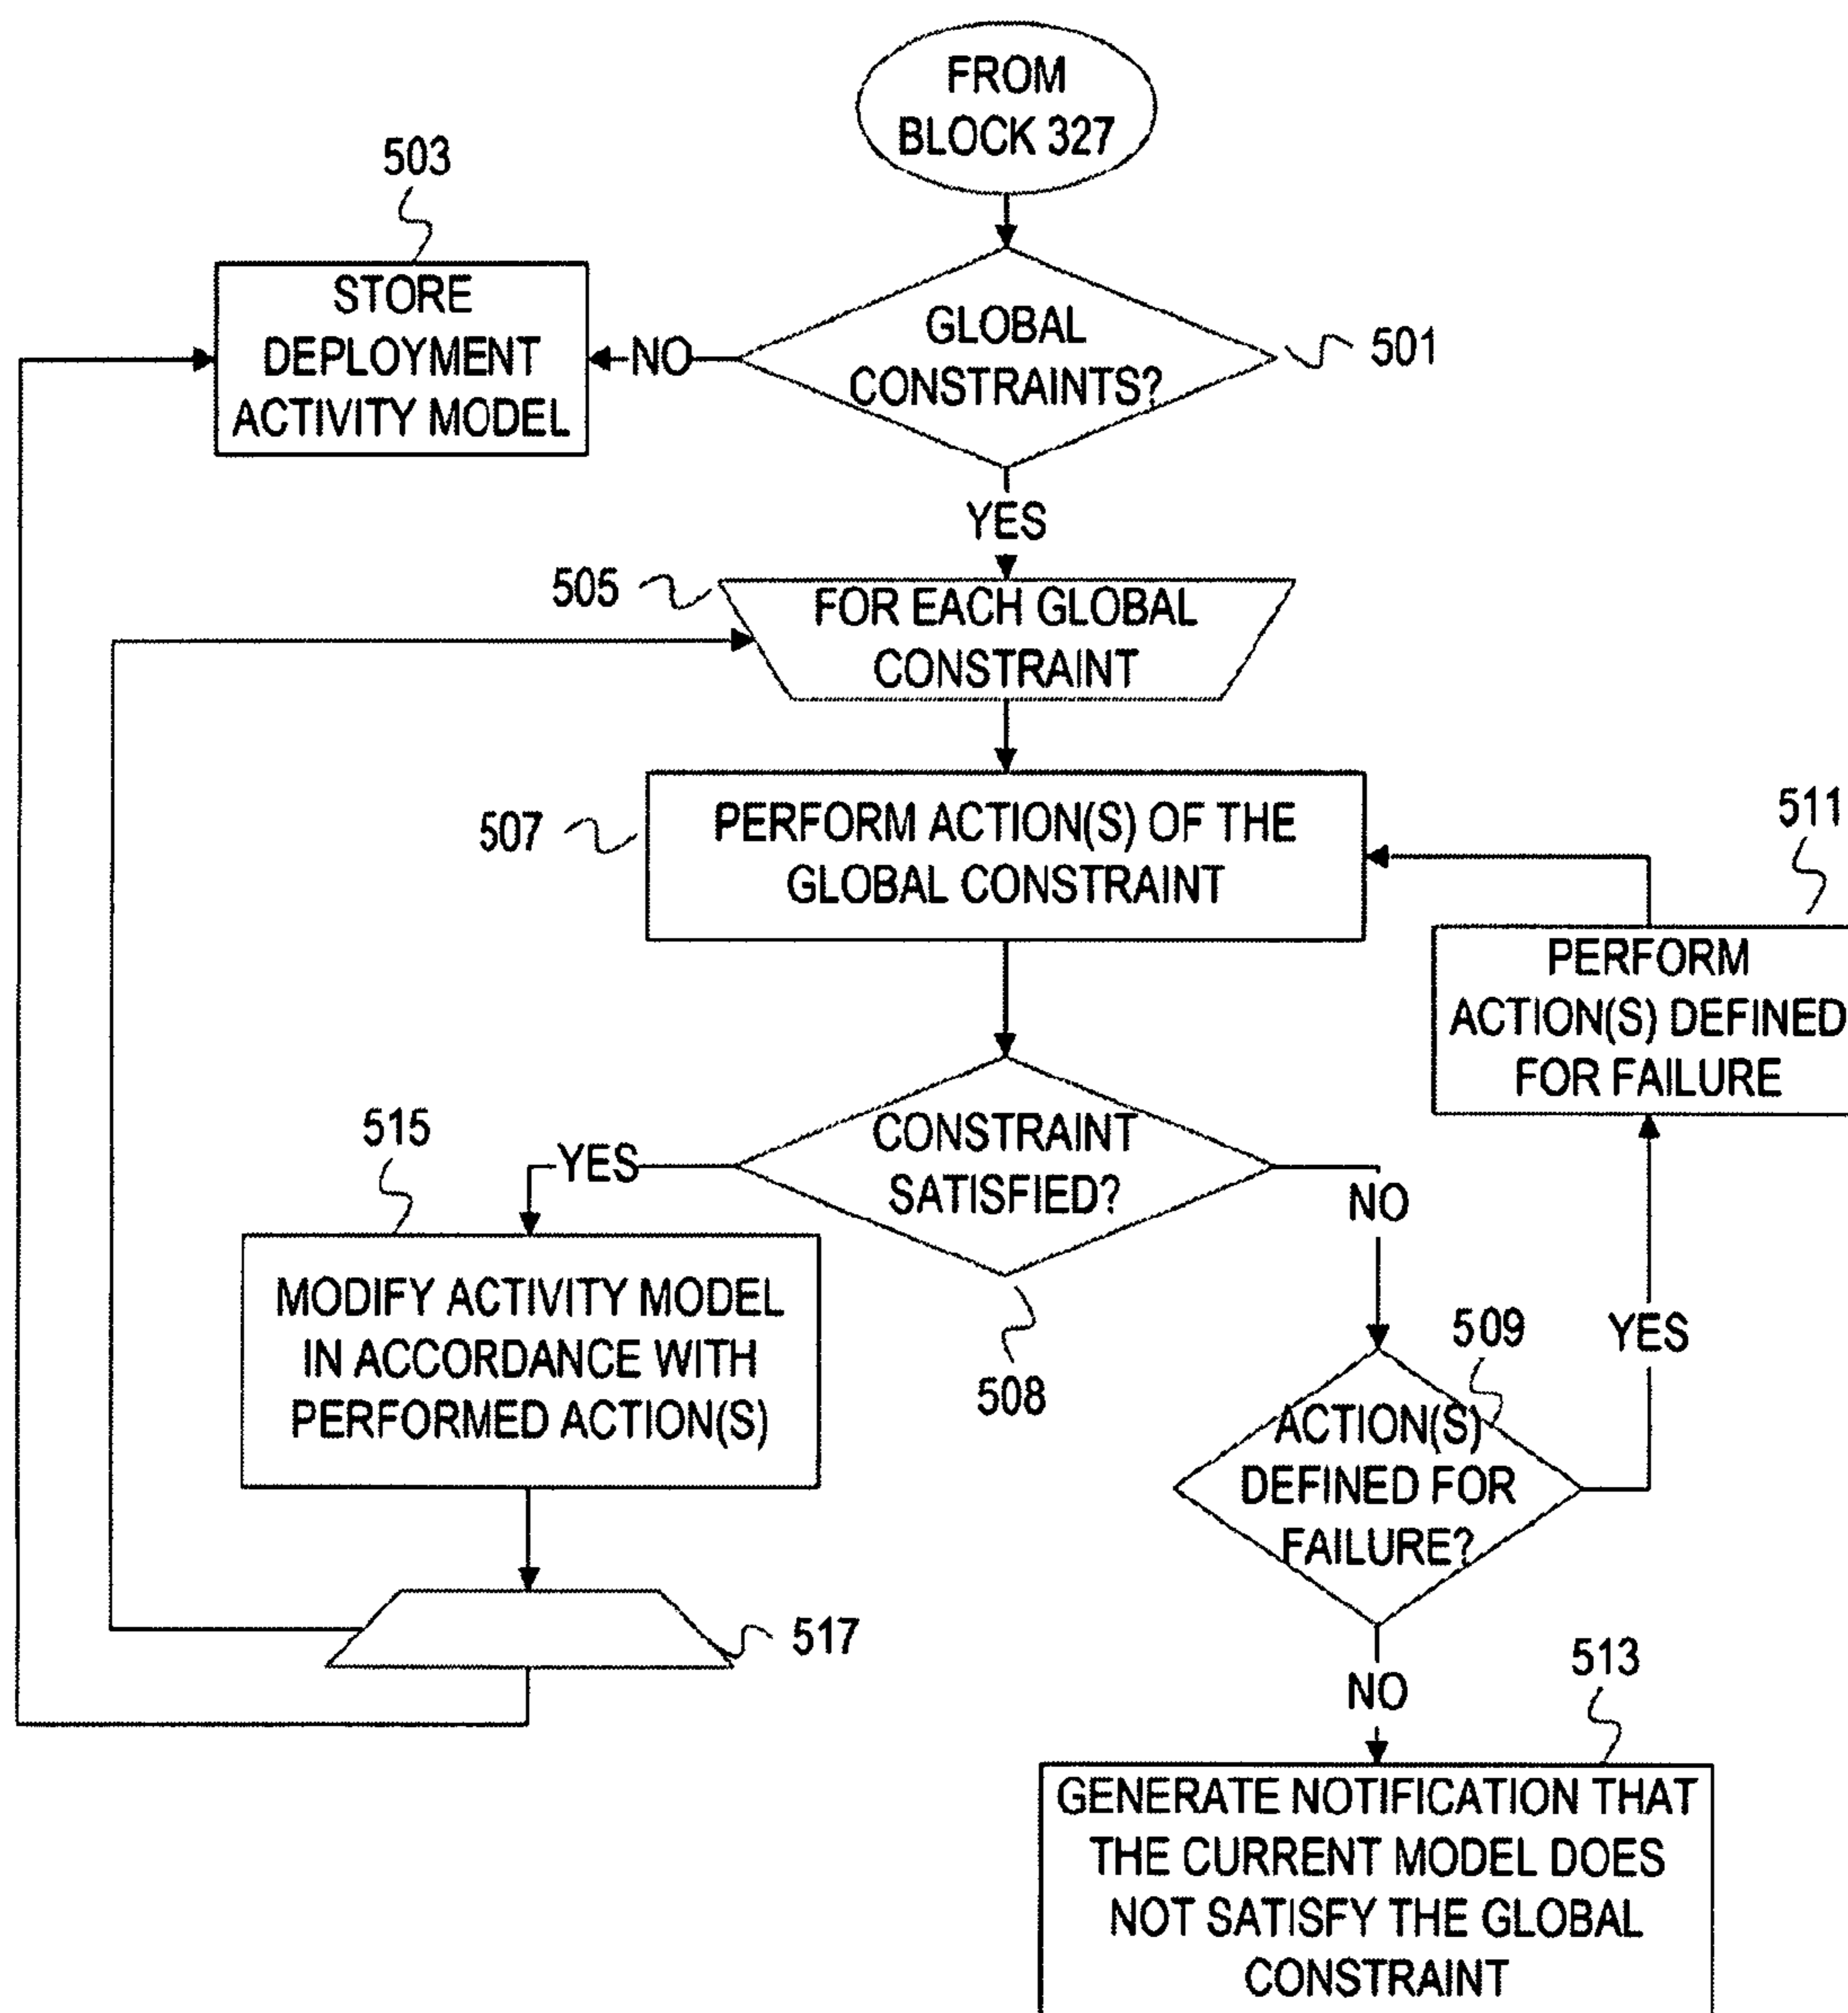 FROM
BLOCK 327
503
STORE
DEPLOYMENT
ACTIVITY MODEL
NO
GLOBAL
CONSTRAINTS?
501
YES
505
FOR EACH GLOBAL
CONSTRAINT
507
PERFORM ACTION(S) OF THE
GLOBAL CONSTRAINT
511
PERFORM
ACTION(S) DEFINED
FOR FAILURE
CONSTRAINT
SATISFIED?
508
YES
NO
515
MODIFY ACTIVITY MODEL
IN ACCORDANCE WITH
PERFORMED ACTION(S)
509
YES
ACTION(S)
DEFINED FOR
FAILURE?
517
NO
513
GENERATE NOTIFICATION THAT
THE CURRENT MODEL DOES
NOT SATISFY THE GLOBAL
CONSTRAINT